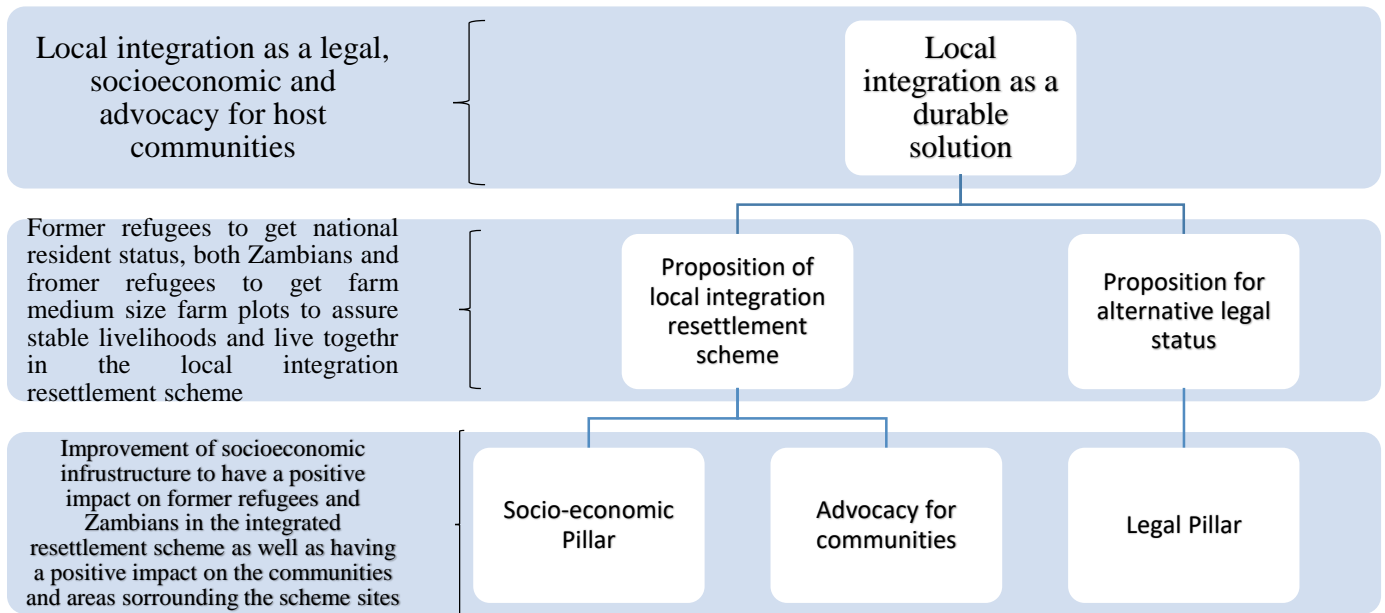 Local integration as a legal,
socioeconomic and
advocacy for host
communities
Local
integration as a
durable
solution
Former refugees to get national
resident status, both Zambians and
fromer refugees to get farm
medium size farm plots to assure
stable livelihoods and live togethr
in the local integration
resettlement scheme
Proposition of
local integration
resettlement
scheme
Proposition for
alternative legal
status
Improvement of socioeconomic
infrustructure to have a positive
impact on former refugees and
Zambians in the integrated
resettlement scheme as well as having
a positive impact on the communities
and areas sorrounding the scheme sites
Socio-economic
Pillar
Advocacy for
communities
Legal Pillar